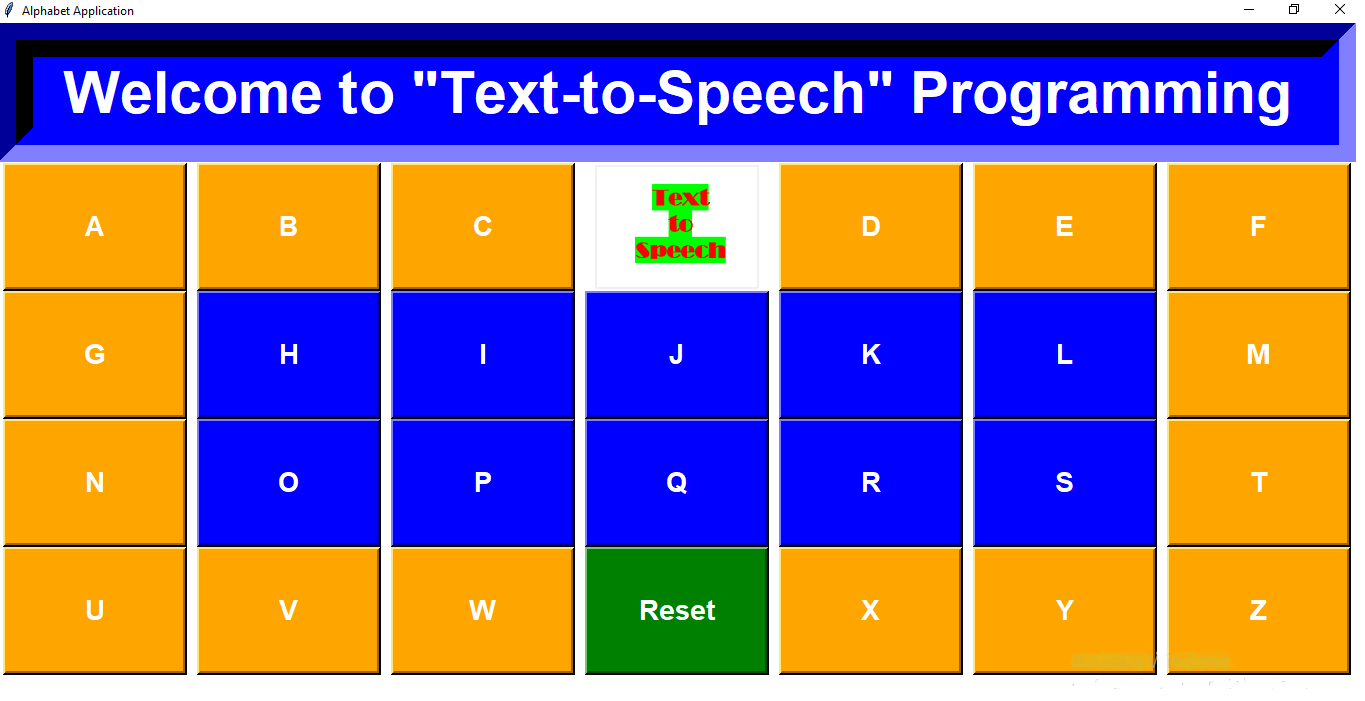 Alphabet Application
Welcome to "Text-to-Speech" Programming
A B C Text to Speech D E F
G H I J K L M
N O P Q R S T
U V W Reset X Y Z